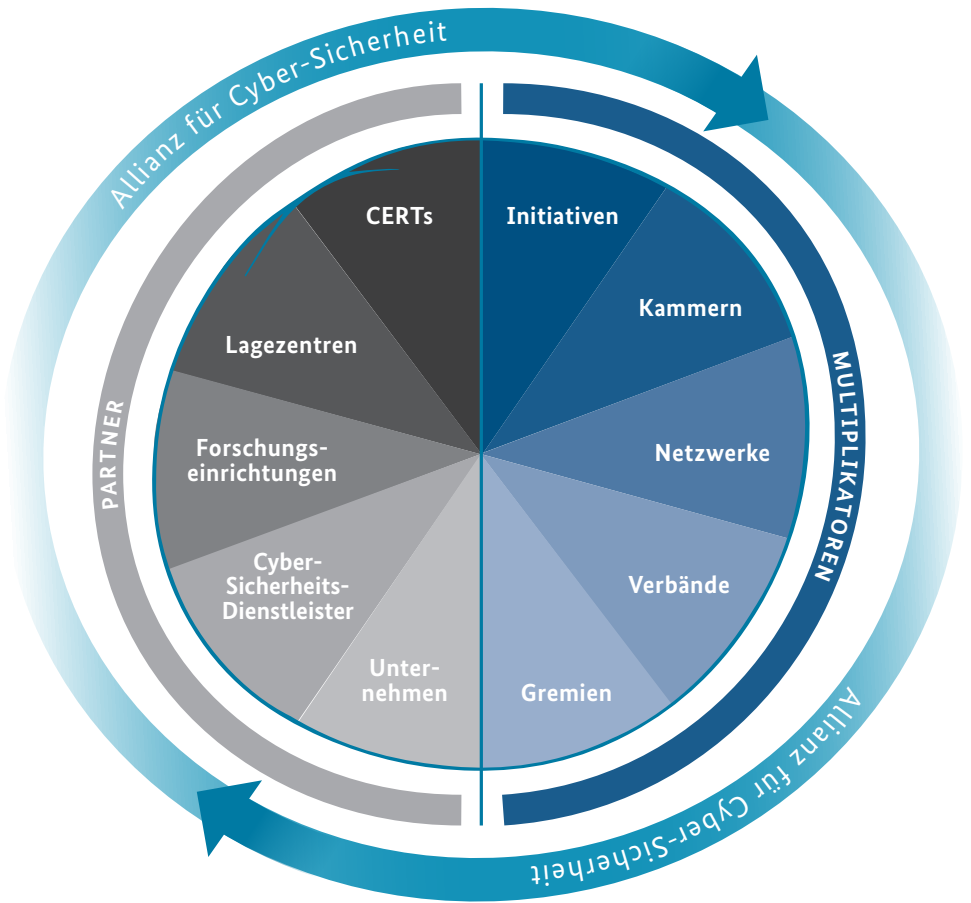 Allianz für Cyber-Sicherheit
CERTs
Initiativen
Kammern
Lagezentren
MULTIPLIKATOREN
PARTNER
Forschungs-
einrichtungen
Netzwerke
Cyber-
Sicherheits-
Dienstleister
Verbände
Unter-
nehmen
Gremien
Allianz für Cyber-Sicherheit